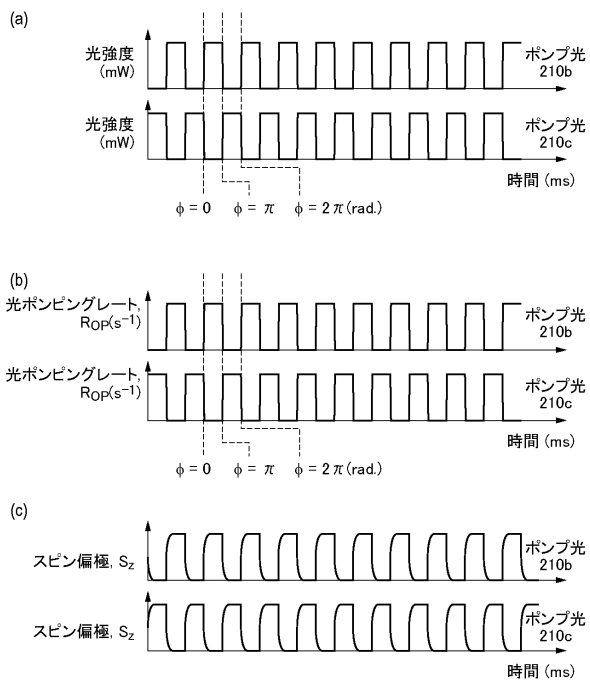 (a)
光強度
(mW)
ポンプ光
210b
光強度
(mW)
ポンプ光
210c
時間 (ms)
ϕ = 0 ϕ = π ϕ = 2π(rad.)
(b)
光ポンピングレート,
R_OP(s⁻¹)
ポンプ光
210b
光ポンピングレート,
R_OP(s⁻¹)
ポンプ光
210c
時間 (ms)
ϕ = 0 ϕ = π ϕ = 2π(rad.)
(c)
スピン偏極, S_z
ポンプ光
210b
スピン偏極, S_z
ポンプ光
210c
時間 (ms)